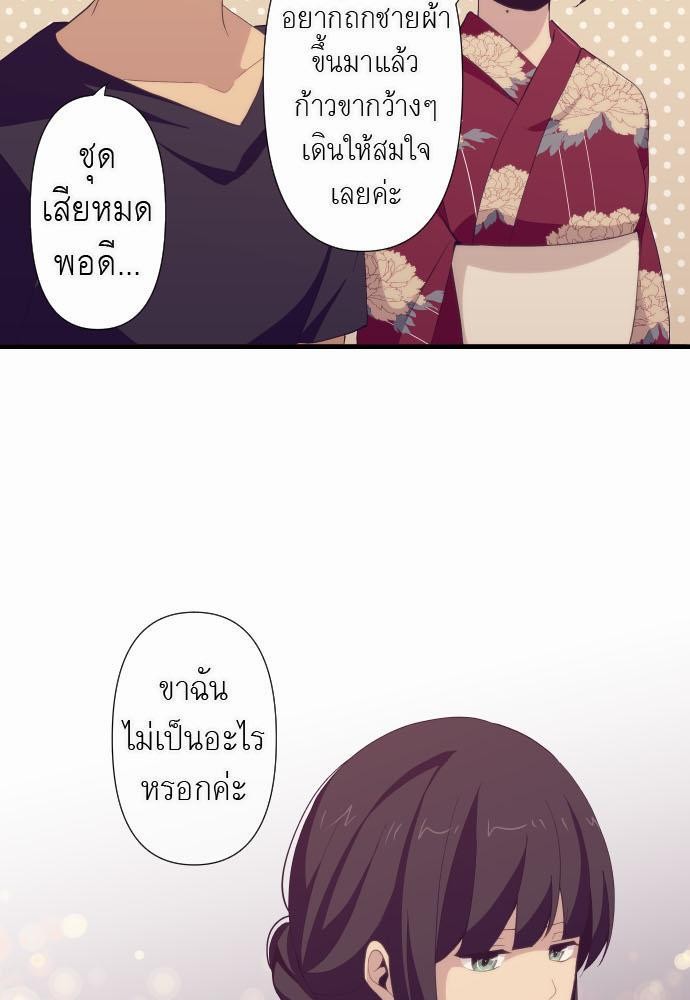 อยากถกชายผ้า
ขึ้นมาแล้ว
ก้าวขากว้างๆ
เดินให้สมใจ
เลยค่ะ
ชุด
เสียหมด
พอดี...
ขาฉัน
ไม่เป็นอะไร
หรอกค่ะ